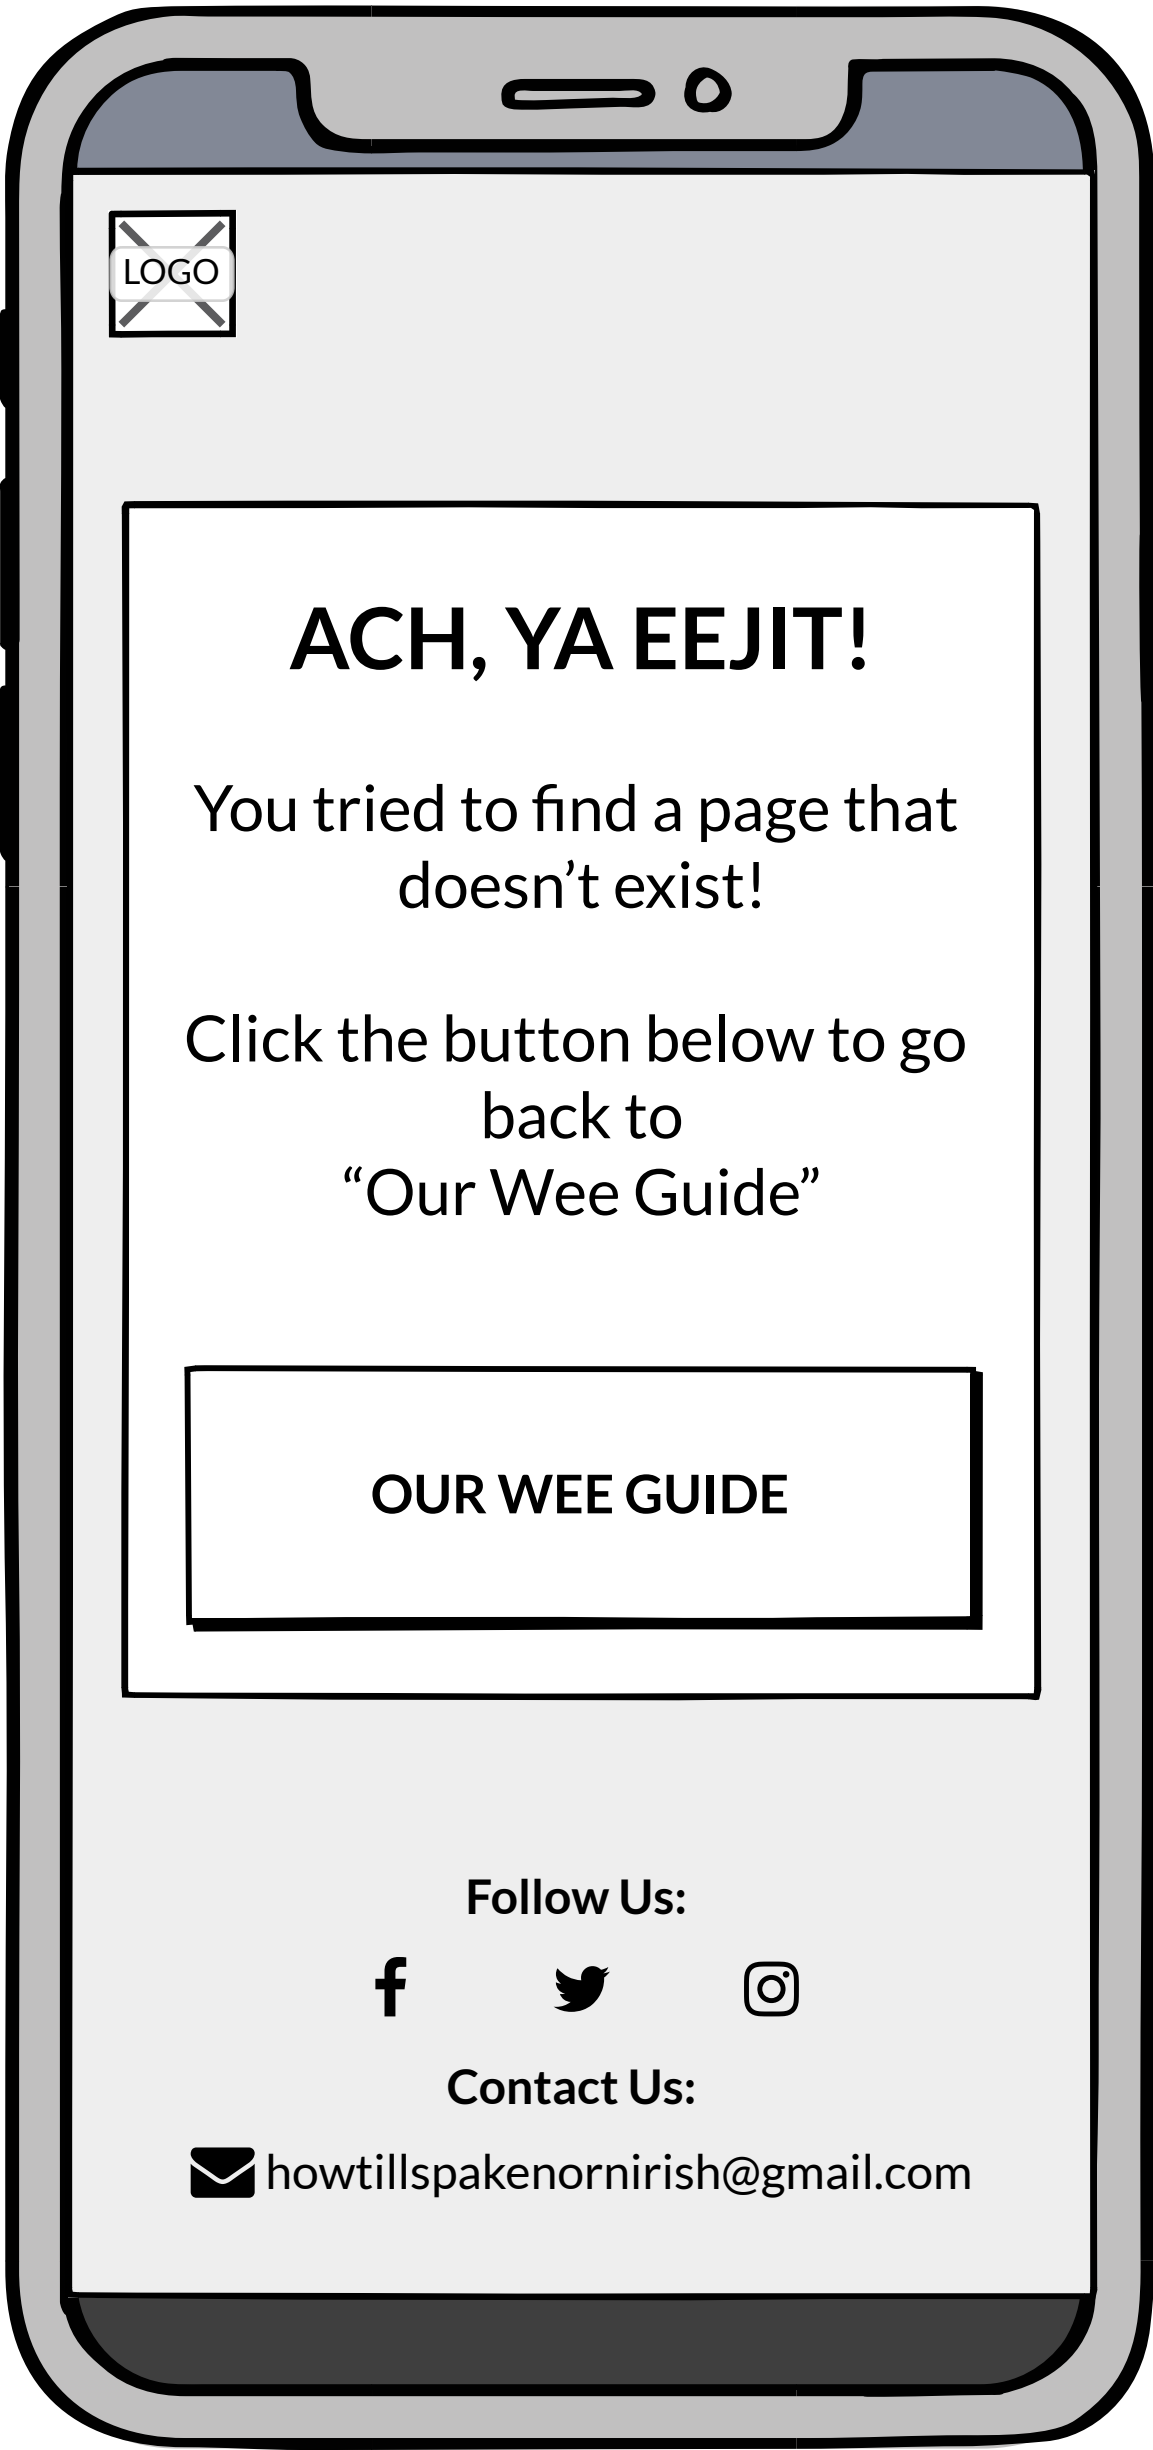 LOGO
ACH, YA EEJIT!
You tried to find a page that
doesn’t exist!
Click the button below to go
back to
“Our Wee Guide”
OUR WEE GUIDE
Follow Us:
Contact Us:
howtillspakenornirish@gmail.com